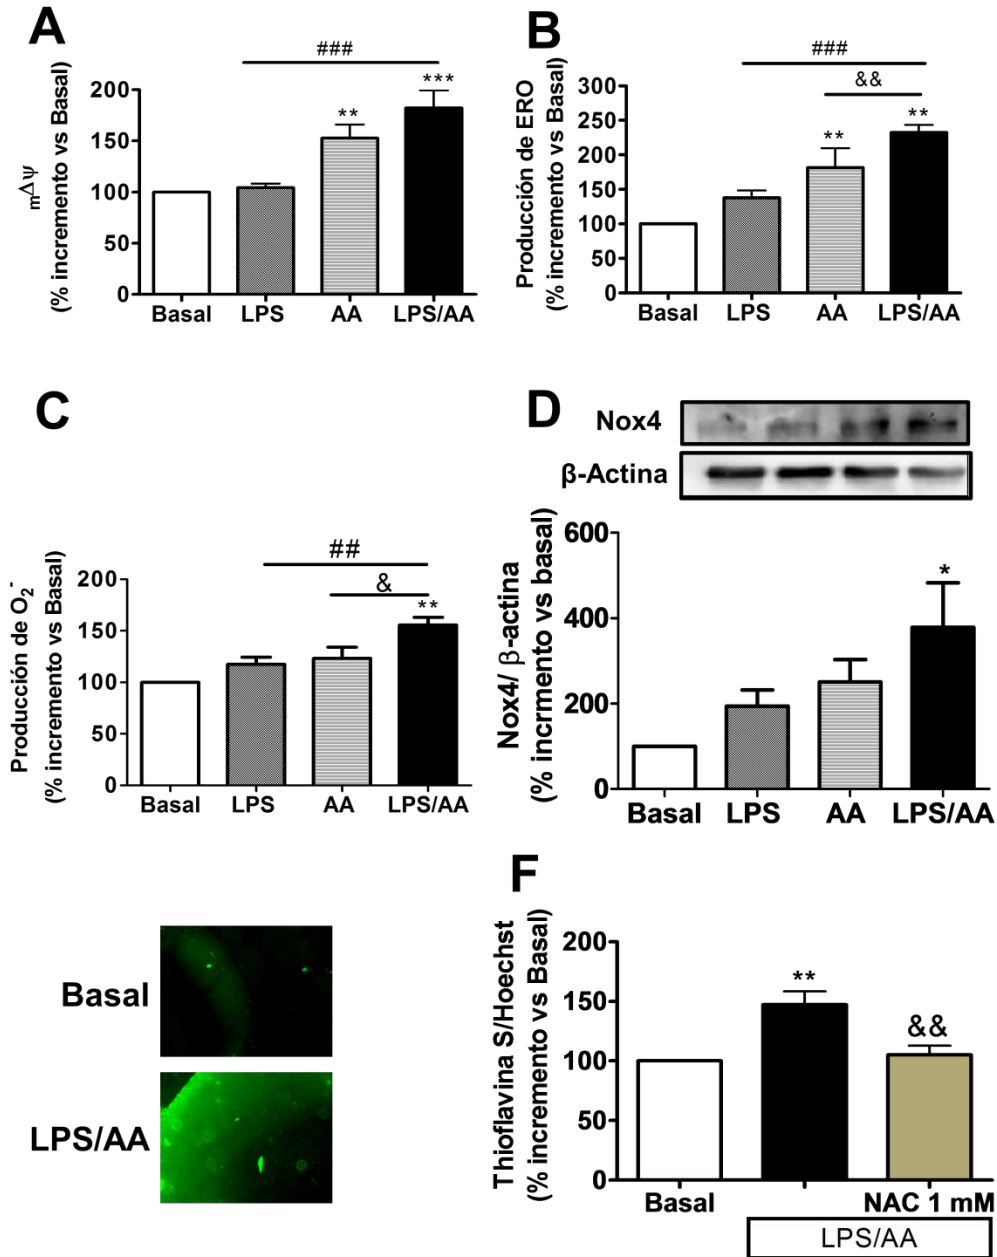 A
###
***
**
200
150
100
50
0
mΔψ
(% incremento vs Basal)
Basal
LPS
AA
LPS/AA
B
###
&&
**
**
300
250
200
150
100
50
0
Producción de ERO
(% incremento vs Basal)
Basal
LPS
AA
LPS/AA
C
##
&
**
200
150
100
50
0
Producción de O2-
(% incremento vs Basal)
Basal
LPS
AA
LPS/AA
D
Nox4
β-Actina
600
400
200
0
*
Nox4/ β-actina
(% incrmento vs basal)
Basal
LPS
AA
LPS/AA
Basal
LPS/AA
F
200
150
100
50
0
**
&&
Thioflavina S/Hoechst
(% incremento vs Basal)
Basal
NAC 1 mM
LPS/AA